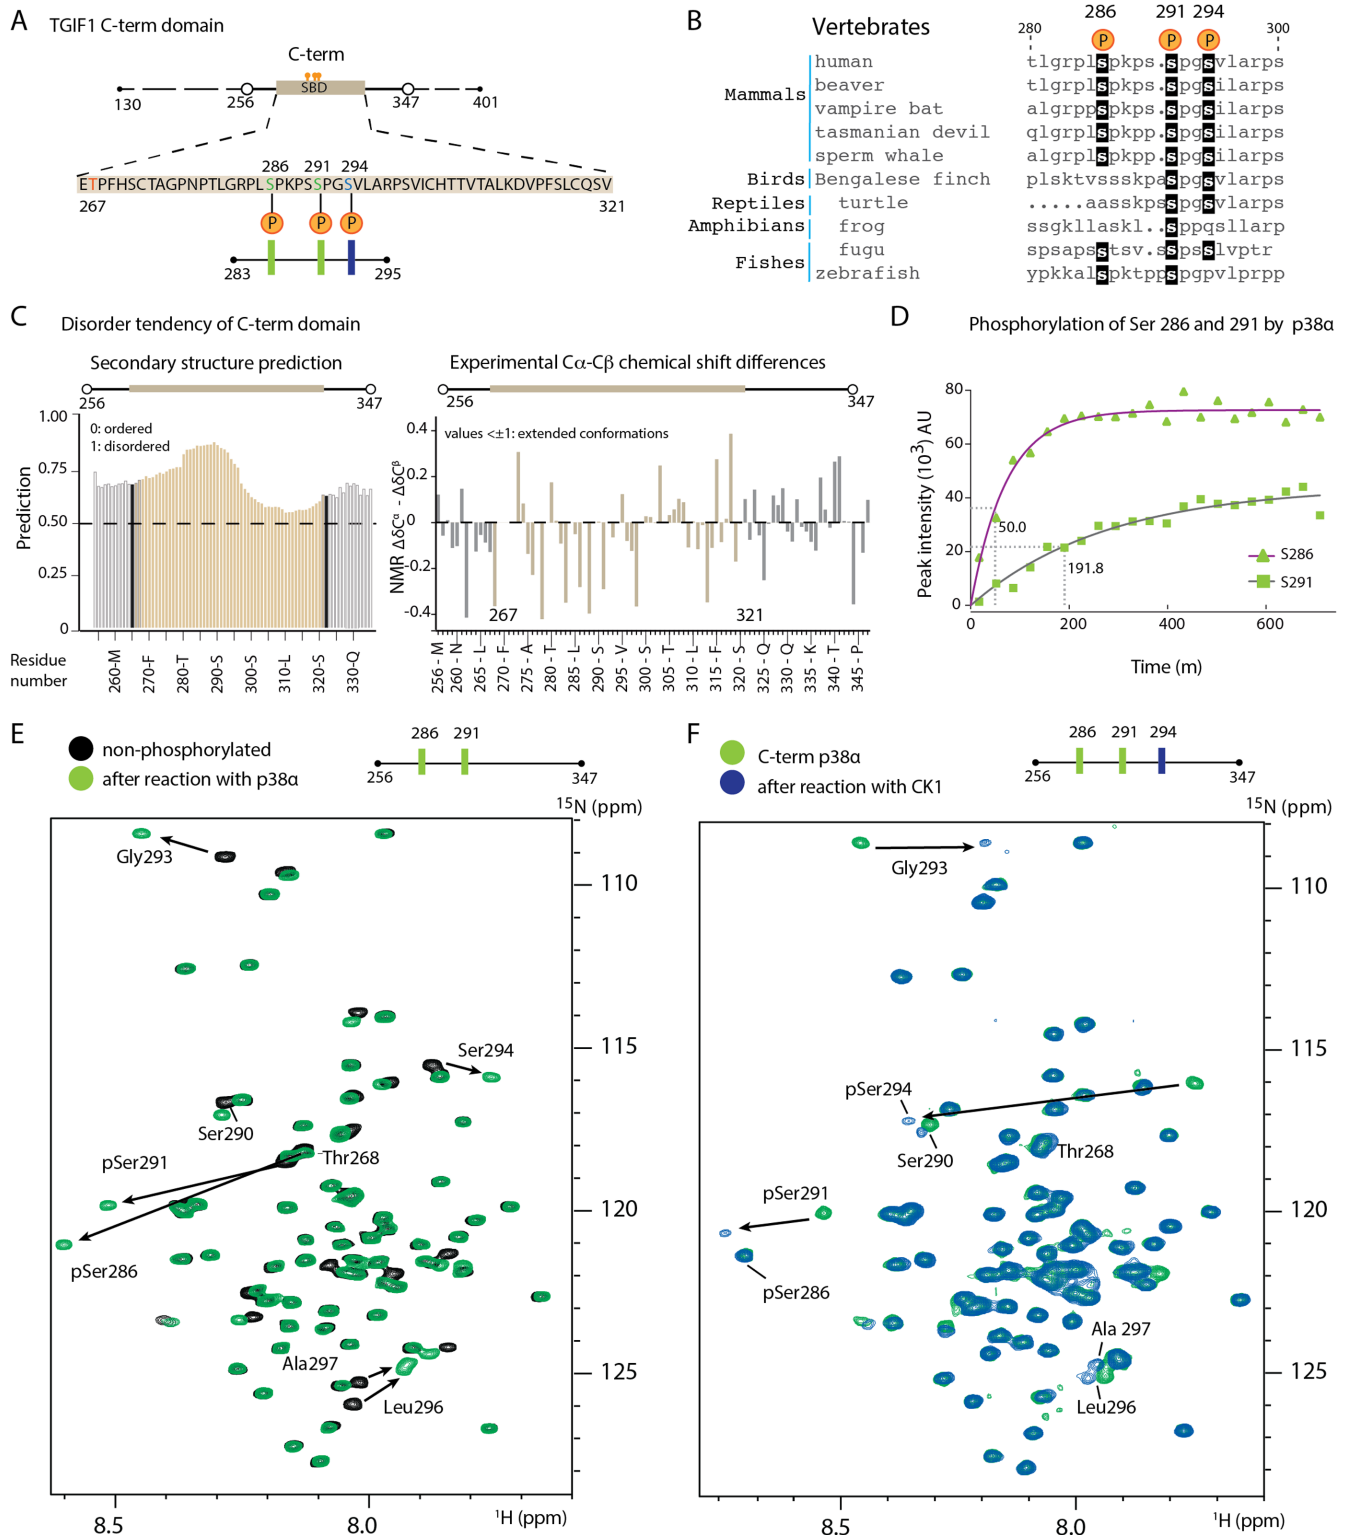 A
TGIF1 C-term domain
C-term
SBD
130
256
347
401
286
291
294
ETPFHSCTAGPNPTLGRPLSPKPSSPGSVLARPSVICHTTVTALKDVPFSLCQSV
267
321
P
P
P
283
295
B
Vertebrates
286
291 294
280
300
P
P
P
Mammals
human
tlgrplspkps.spgsvlarps
beaver
tlgrplspkps.spgsilarps
vampire bat
algrppspkps.spgsilarps
tasmanian devil
qlgrplspkpp.spgsilarps
sperm whale
algrplspkpp.spgsilarps
Birds
Bengalese finch
plsktvssskpaspgsvlarps
Reptiles
turtle
.....aasskpsspgsvlarps
Amphibians
frog
ssgkllaskl..sppqsllarp
Fishes
fugu
spsapsstsv.sspsslvptr
zebrafish
ypkkalspktppspgpvlprpp
C
Disorder tendency of C-term domain
Secondary structure prediction
256
347
1.00
0.75
0.50
0.25
0
Prediction
0: ordered
1: disordered
Residue
number
260-M
270-F
280-T
290-S
300-S
310-L
320-S
330-Q
Experimental Cα-Cβ chemical shift differences
256
347
values <±1: extended conformations
NMR ΔδCα - ΔδCβ
0.4
0.2
0
-0.2
-0.4
267
321
256 - M
260 - N
265 - L
270 - F
275 - A
280 - T
285 - L
290 - S
295 - V
300 - S
305 - T
310 - L
315 - F
320 - S
325 - Q
330 - Q
335 - K
340 - T
345 - P
D
Phosphorylation of Ser 286 and 291 by p38α
Peak intensity (10³) AU
80
60
40
20
0
50.0
191.8
S286
S291
0
200
400
600
Time (m)
E
non-phosphorylated
after reaction with p38α
286
291
256
347
¹⁵N (ppm)
Gly293
Ser294
Ser290
pSer291
Thr268
pSer286
Ala297
Leu296
110
115
120
125
8.5
8.0
¹H (ppm)
F
C-term p38α
after reaction with CK1
286
291
294
256
347
¹⁵N (ppm)
Gly293
pSer294
Ser290
Thr268
pSer291
pSer286
Ala 297
Leu296
110
115
120
125
8.5
8.0
¹H (ppm)